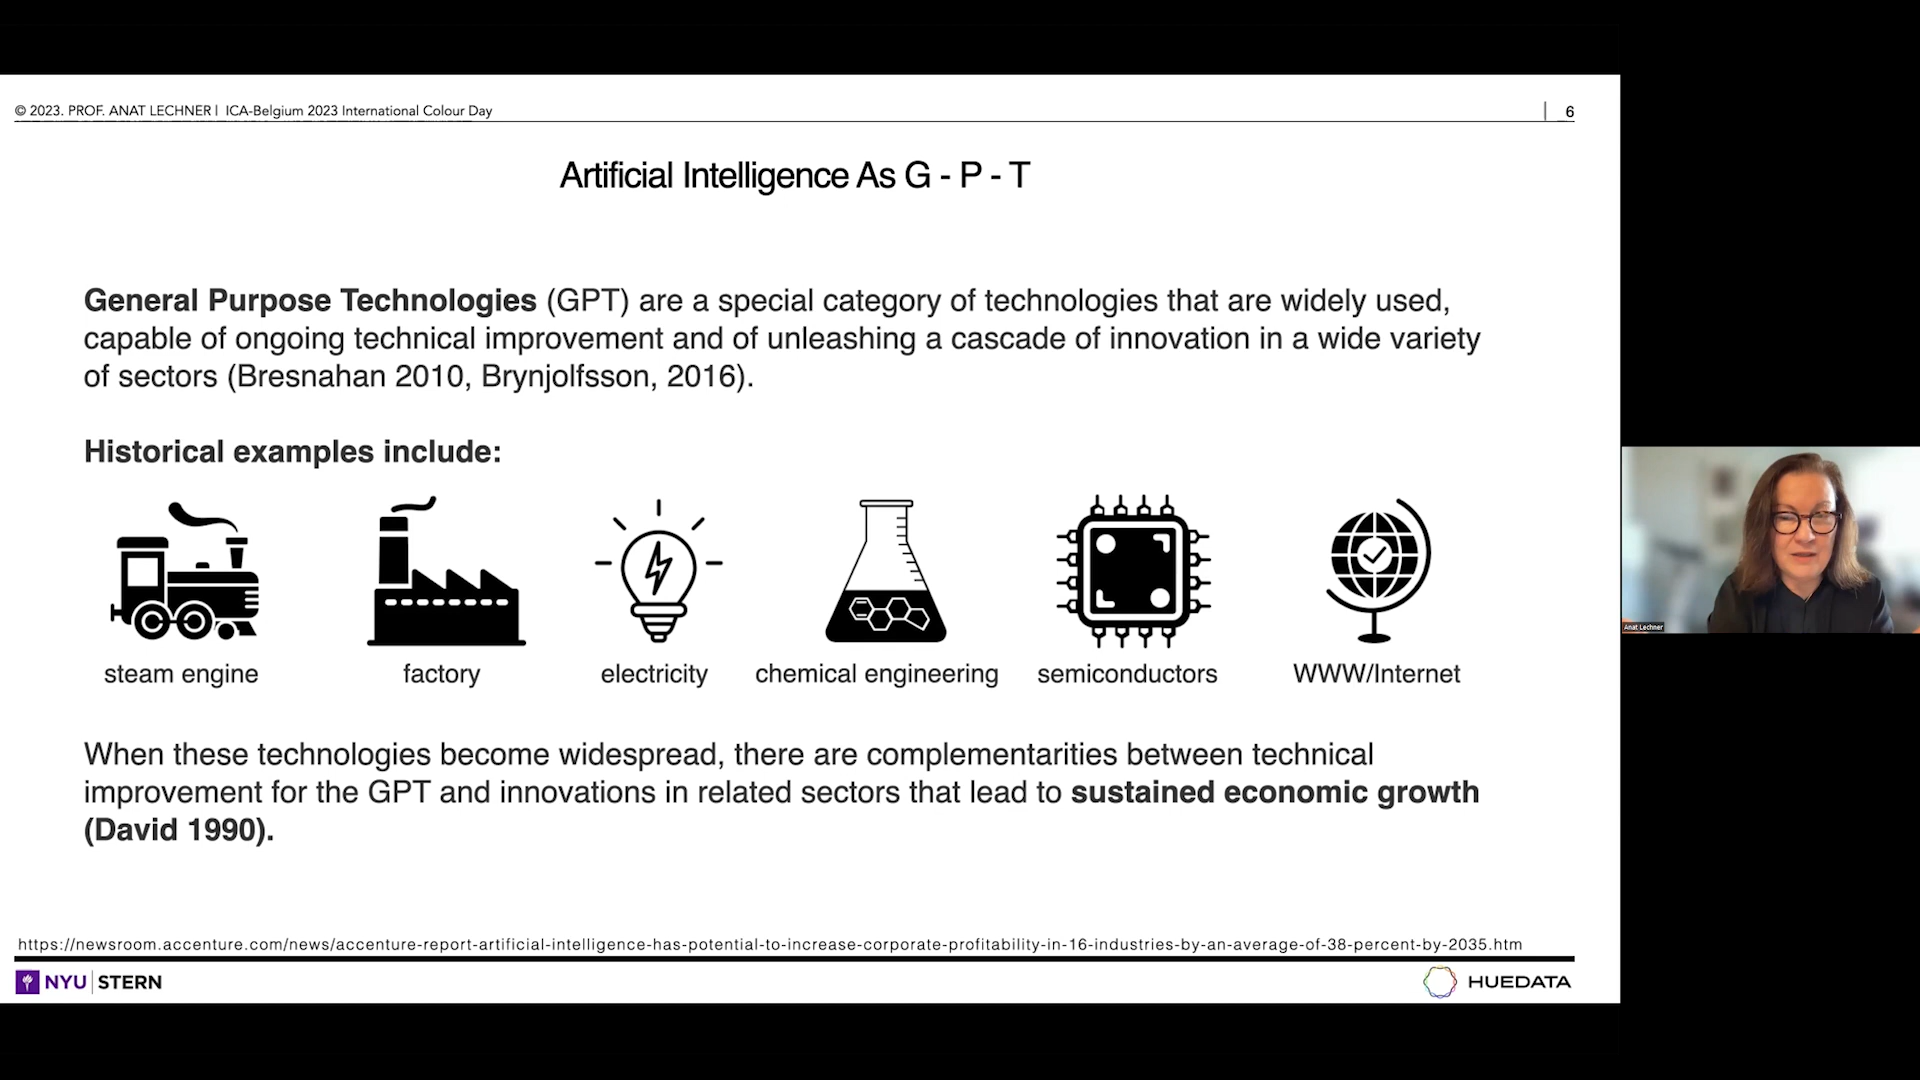 © 2023. PROF. ANAT LECHNER | ICA-Belgium 2023 International Colour Day
| 6
Artificial Intelligence As G - P - T
General Purpose Technologies (GPT) are a special category of technologies that are widely used,
capable of ongoing technical improvement and of unleashing a cascade of innovation in a wide variety
of sectors (Bresnahan 2010, Brynjolfsson, 2016).
Historical examples include:
steam engine factory electricity chemical engineering semiconductors WWW/Internet
When these technologies become widespread, there are complementarities between technical
improvement for the GPT and innovations in related sectors that lead to sustained economic growth
(David 1990).
https://newsroom.accenture.com/news/accenture-report-artificial-intelligence-has-potential-to-increase-corporate-profitability-in-16-industries-by-an-average-of-38-percent-by-2035.htm
NYU | STERN
HUEDATA
Anat Lechner